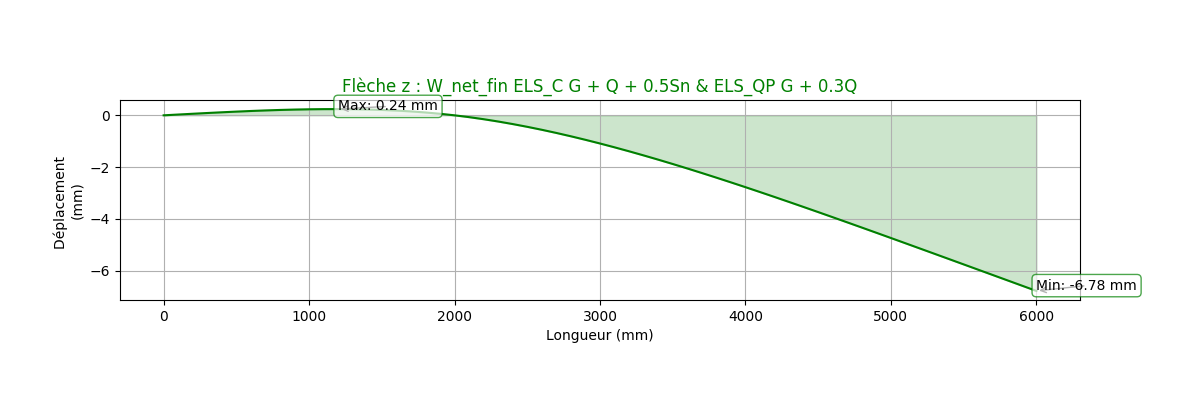 Flèche z : W_net_fin ELS_C G + Q + 0.5Sn & ELS_QP G + 0.3Q
Max: 0.24 mm
0
−2
−4
−6
Déplacement
(mm)
Min: -6.78 mm
0 1000 2000 3000 4000 5000 6000
Longueur (mm)